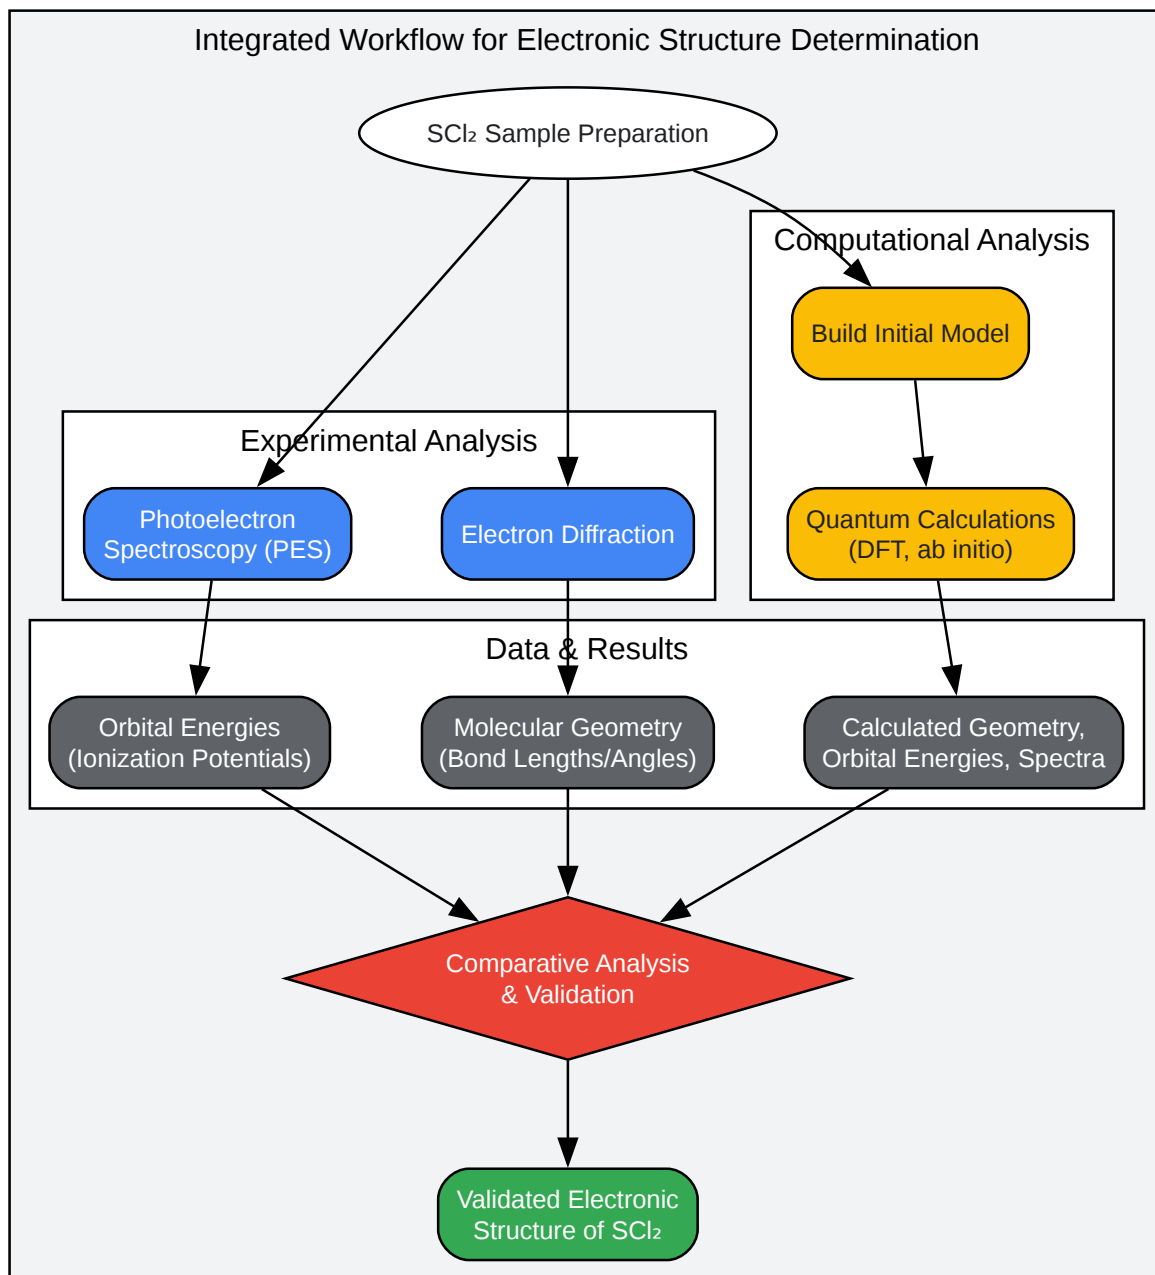 Integrated Workflow for Electronic Structure Determination
SCl₂ Sample Preparation
Computational Analysis
Build Initial Model
Experimental Analysis
Photoelectron
Spectroscopy (PES)
Electron Diffraction
Quantum Calculations
(DFT, ab initio)
Data & Results
Orbital Energies
(Ionization Potentials)
Molecular Geometry
(Bond Lengths/Angles)
Calculated Geometry,
Orbital Energies, Spectra
Comparative Analysis
& Validation
Validated Electronic
Structure of SCl₂